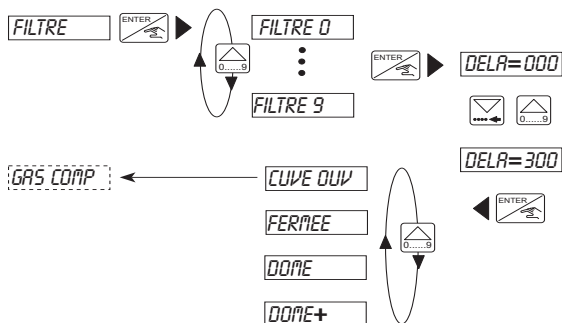 FILTRE
ENTER
0......9
FILTRE 0
FILTRE 9
ENTER
DELA=000
0......9
DELA=300
ENTER
GAS COMP
CUVE OUV
FERMEE
DOME
DOME+
0......9